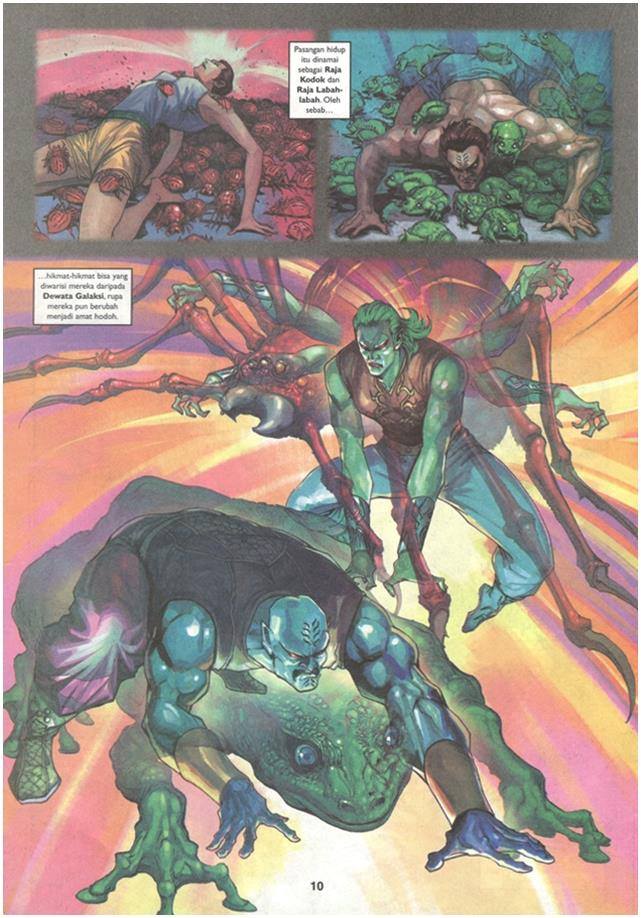 Pasangan hidup
itu dinamai
sebagai Raja
Kodok dan
Raja Labah-
labah. Oleh
sebab...
....hikmat-hikmat bisa yang
diwarisi mereka daripada
Dewata Galaksi, rupa
mereka pun berubah
menjadi amat hodoh.
10